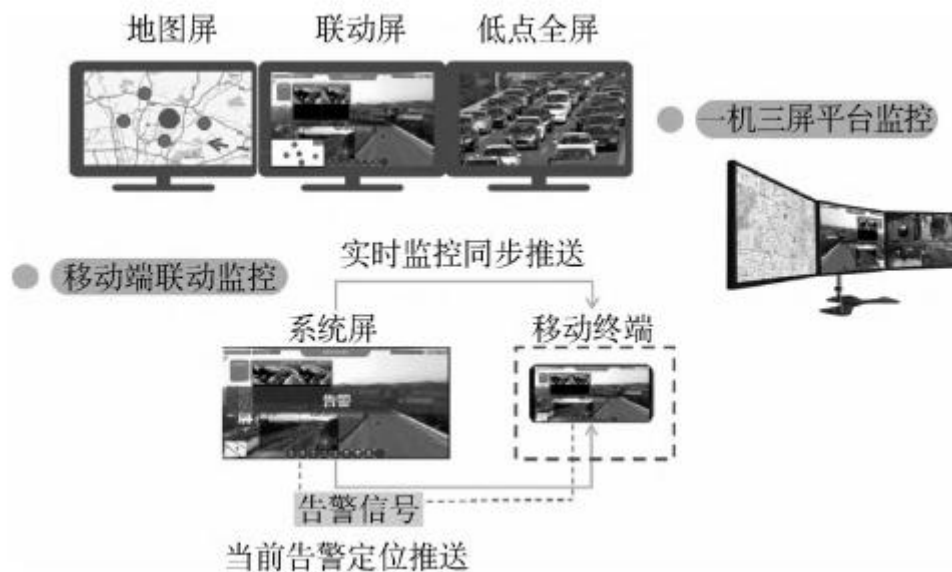 地图屏 联动屏 低点全屏
一机三屏平台监控
实时监控同步推送
移动端联动监控
系统屏 移动终端
告警
告警信号
当前告警定位推送